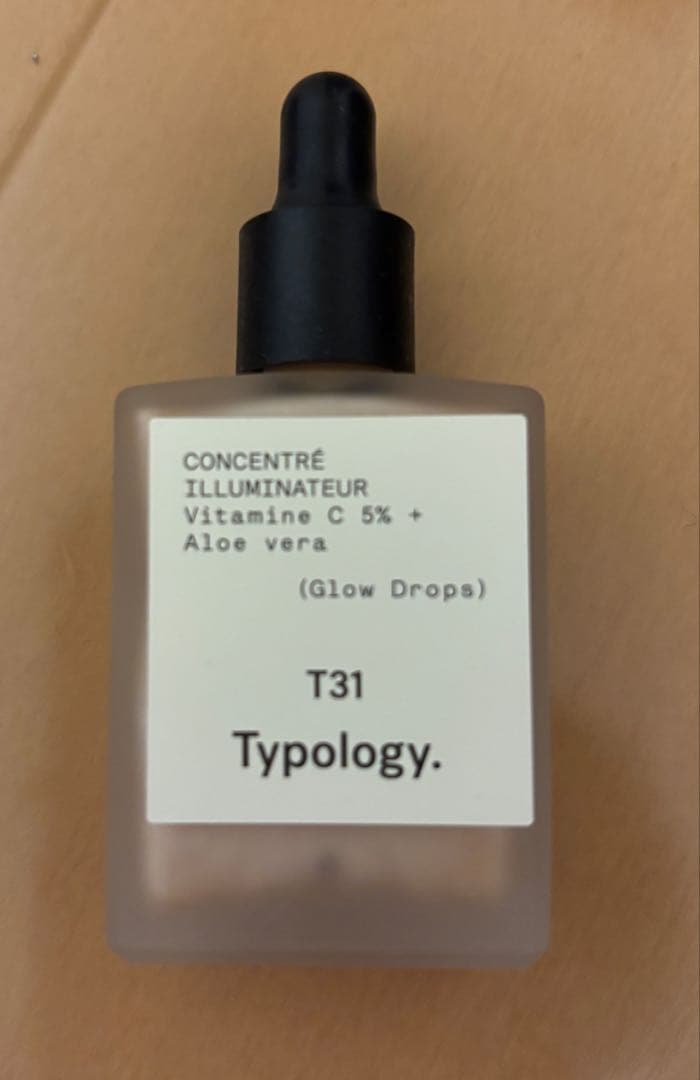 CONCENTRÉ
ILLUMINATEUR
Vitamine C 5% +
Aloe vera
(Glow Drops)
T31
Typology.